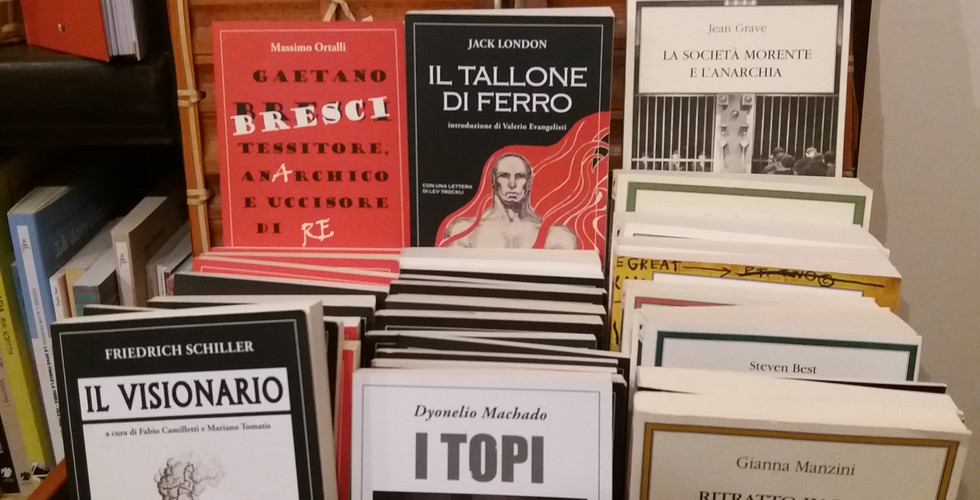 Massimo Ortalli
GAETANO
BRESCI
BRESCI
TESSITORE,
ANARCHICO
E UCCISORE
DI RE
JACK LONDON
IL TALLONE
DI FERRO
introduzione di Valerio Evangelisti
CON UNA LETTERA
DI LEV TROCKIJ
Jean Grave
LA SOCIETÀ MORENTE
E L'ANARCHIA
GREAT
Steven Best
FRIEDRICH SCHILLER
IL VISIONARIO
a cura di Fabio Camilletti e Mariano Tomatis
Dyonelio Machado
I TOPI
Gianna Manzini
RITRATTO